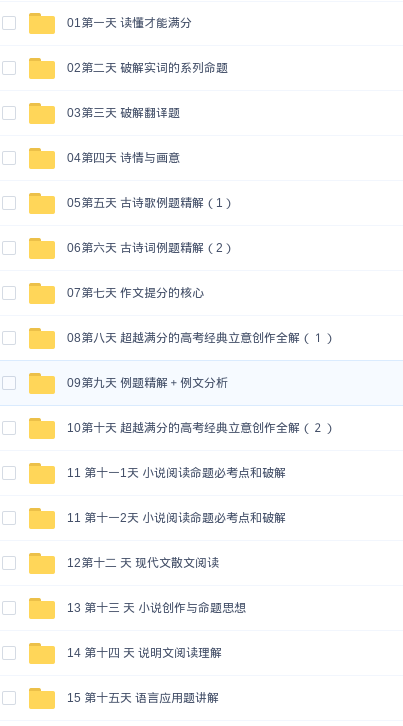 01第一天 读懂才能满分
02第二天 破解实词的系列命题
03第三天 破解翻译题
04第四天 诗情与画意
05第五天 古诗歌例题精解（1）
06第六天 古诗词例题精解（2）
07第七天 作文提分的核心
08第八天 超越满分的高考经典立意创作全解（ 1 ）
09第九天 例题精解 + 例文分析
10第十天 超越满分的高考经典立意创作全解（ 2 ）
11 第十一1天 小说阅读命题必考点和破解
11 第十一2天 小说阅读命题必考点和破解
12第十二 天 现代文散文阅读
13 第十三 天 小说创作与命题思想
14 第十四 天 说明文阅读理解
15 第十五天 语言应用题讲解